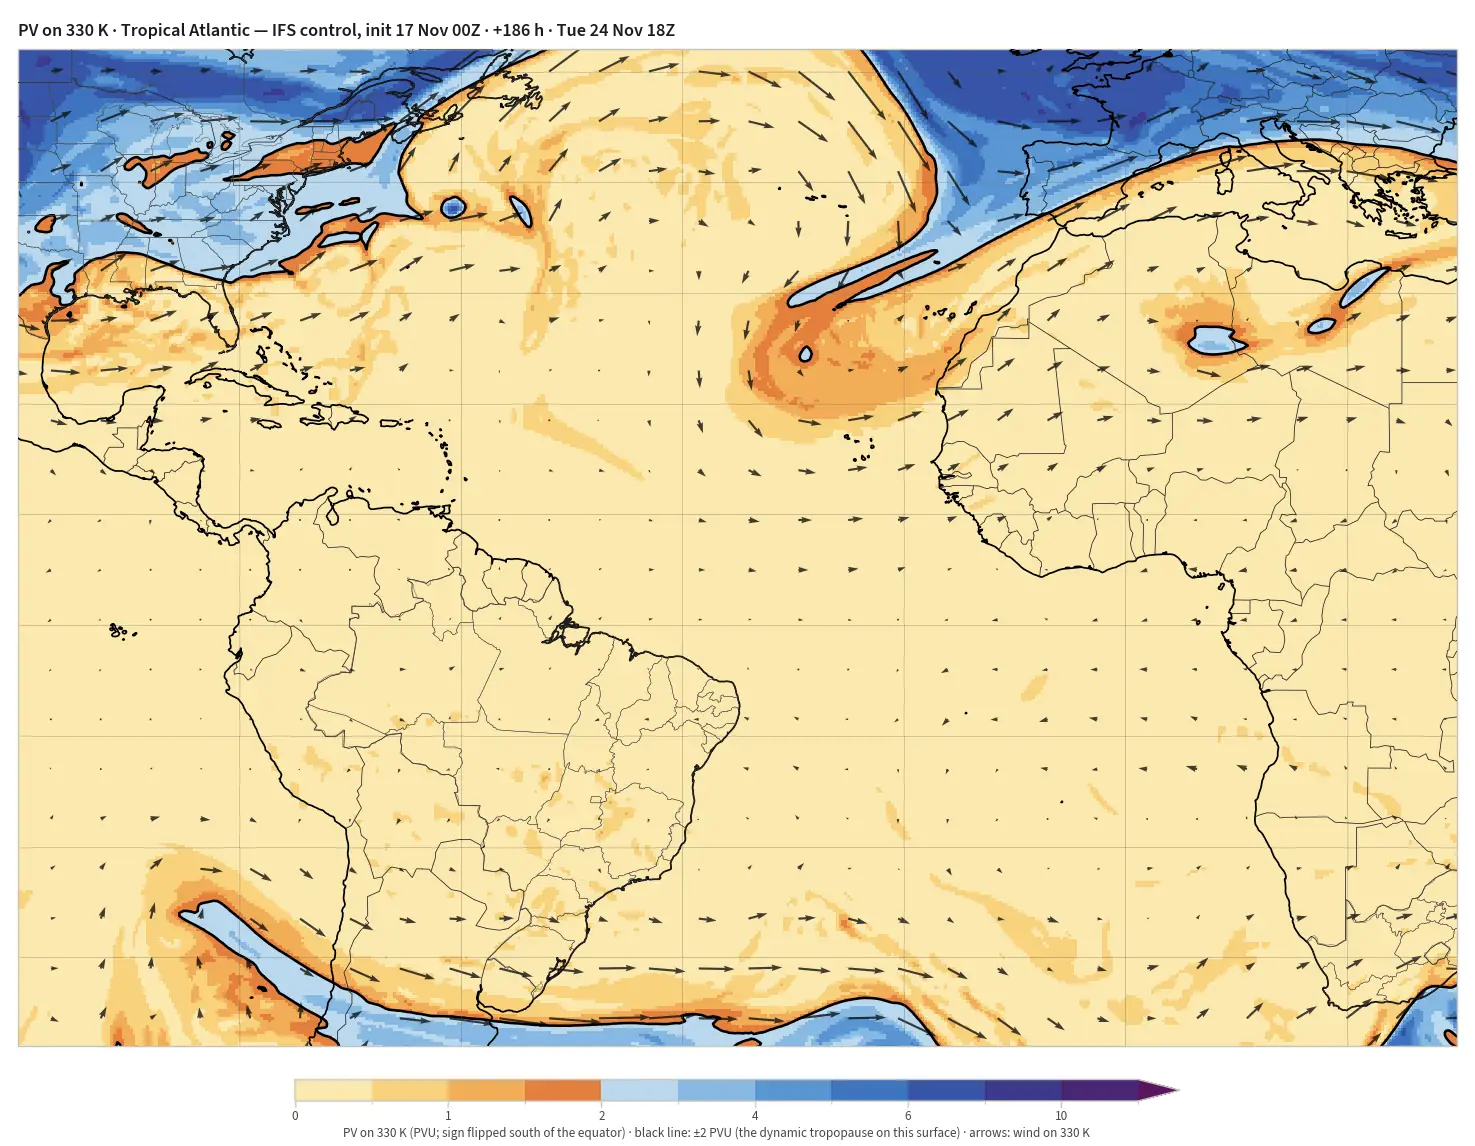 PV on 330 K · Tropical Atlantic — IFS control, init 17 Nov 00Z · +186 h · Tue 24 Nov 18Z
0 1 2 4 6 10
PV on 330 K (PVU; sign flipped south of the equator) · black line: ±2 PVU (the dynamic tropopause on this surface) · arrows: wind on 330 K